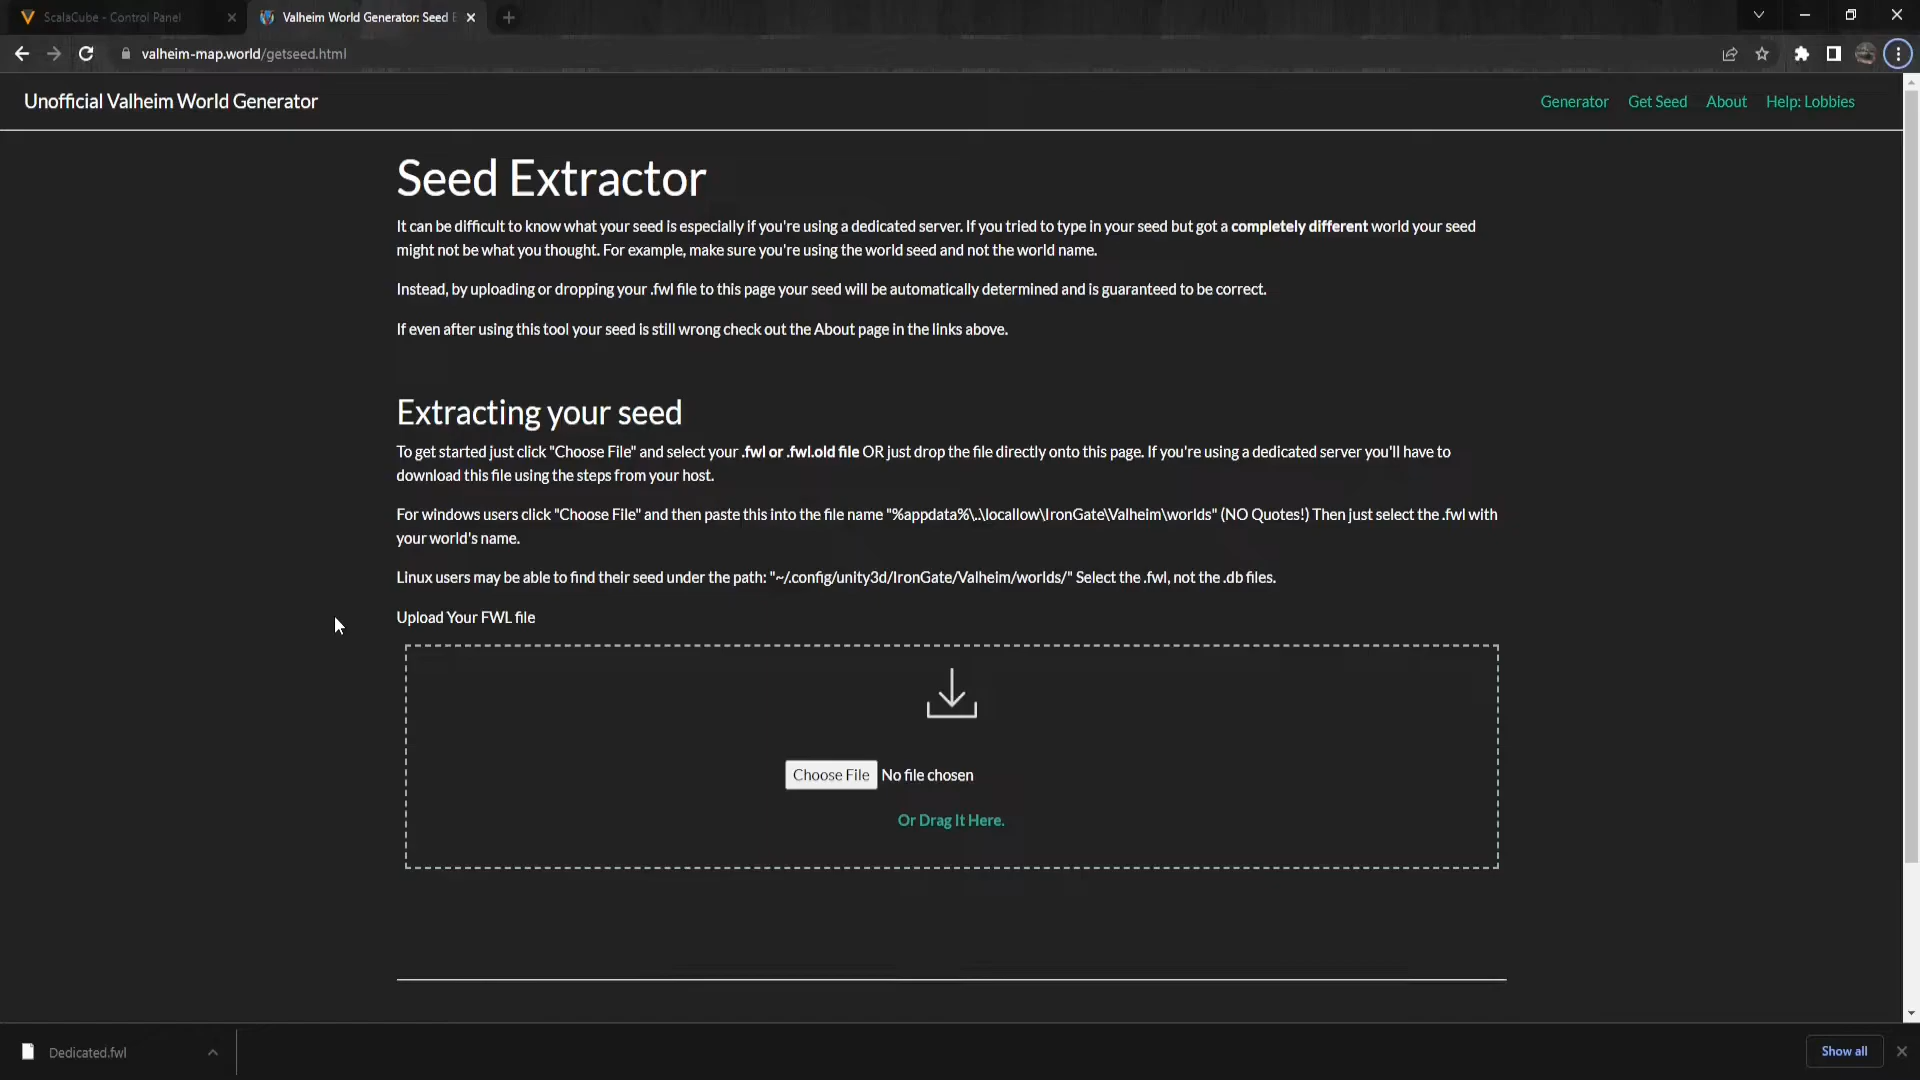 ScalaCube - Control Panel
Valheim World Generator: Seed E
valheim-map.world/getseed.html
Unofficial Valheim World Generator
Generator
Get Seed
About
Help: Lobbies
Seed Extractor
It can be difficult to know what your seed is especially if you're using a dedicated server. If you tried to type in your seed but got a completely different world your seed
might not be what you thought. For example, make sure you're using the world seed and not the world name.
Instead, by uploading or dropping your .fwl file to this page your seed will be automatically determined and is guaranteed to be correct.
If even after using this tool your seed is still wrong check out the About page in the links above.
Extracting your seed
To get started just click "Choose File" and select your .fwl or .fwl.old file OR just drop the file directly onto this page. If you're using a dedicated server you'll have to
download this file using the steps from your host.
For windows users click "Choose File" and then paste this into the file name "%appdata%\..\locallow\IronGate\Valheim\worlds" (NO Quotes!) Then just select the .fwl with
your world's name.
Linux users may be able to find their seed under the path: "~/.config/unity3d/IronGate/Valheim/worlds/" Select the .fwl, not the .db files.
Upload Your FWL file
Choose File No file chosen
Or Drag It Here.
Dedicated.fwl
Show all